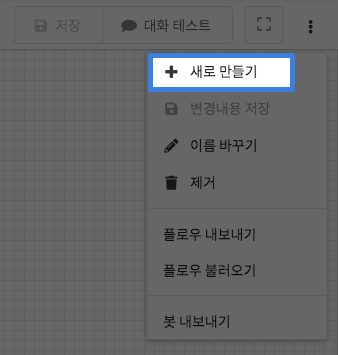 저장
대화 테스트
새로 만들기
변경내용 저장
이름 바꾸기
제거
플로우 내보내기
플로우 불러오기
봇 내보내기